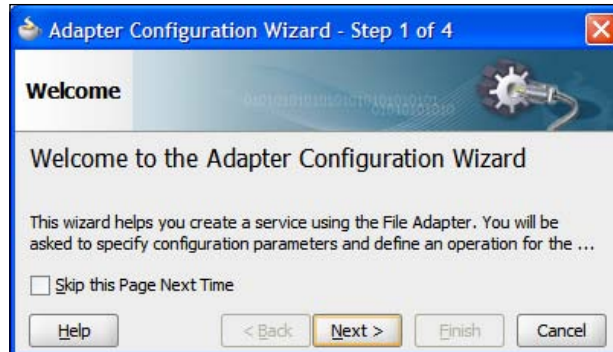 Adapter Configuration Wizard - Step 1 of 4
Welcome
Welcome to the Adapter Configuration Wizard
This wizard helps you create a service using the File Adapter. You will be
asked to specify configuration parameters and define an operation for the ...
Skip this Page Next Time
Help < Back Next > Finish Cancel